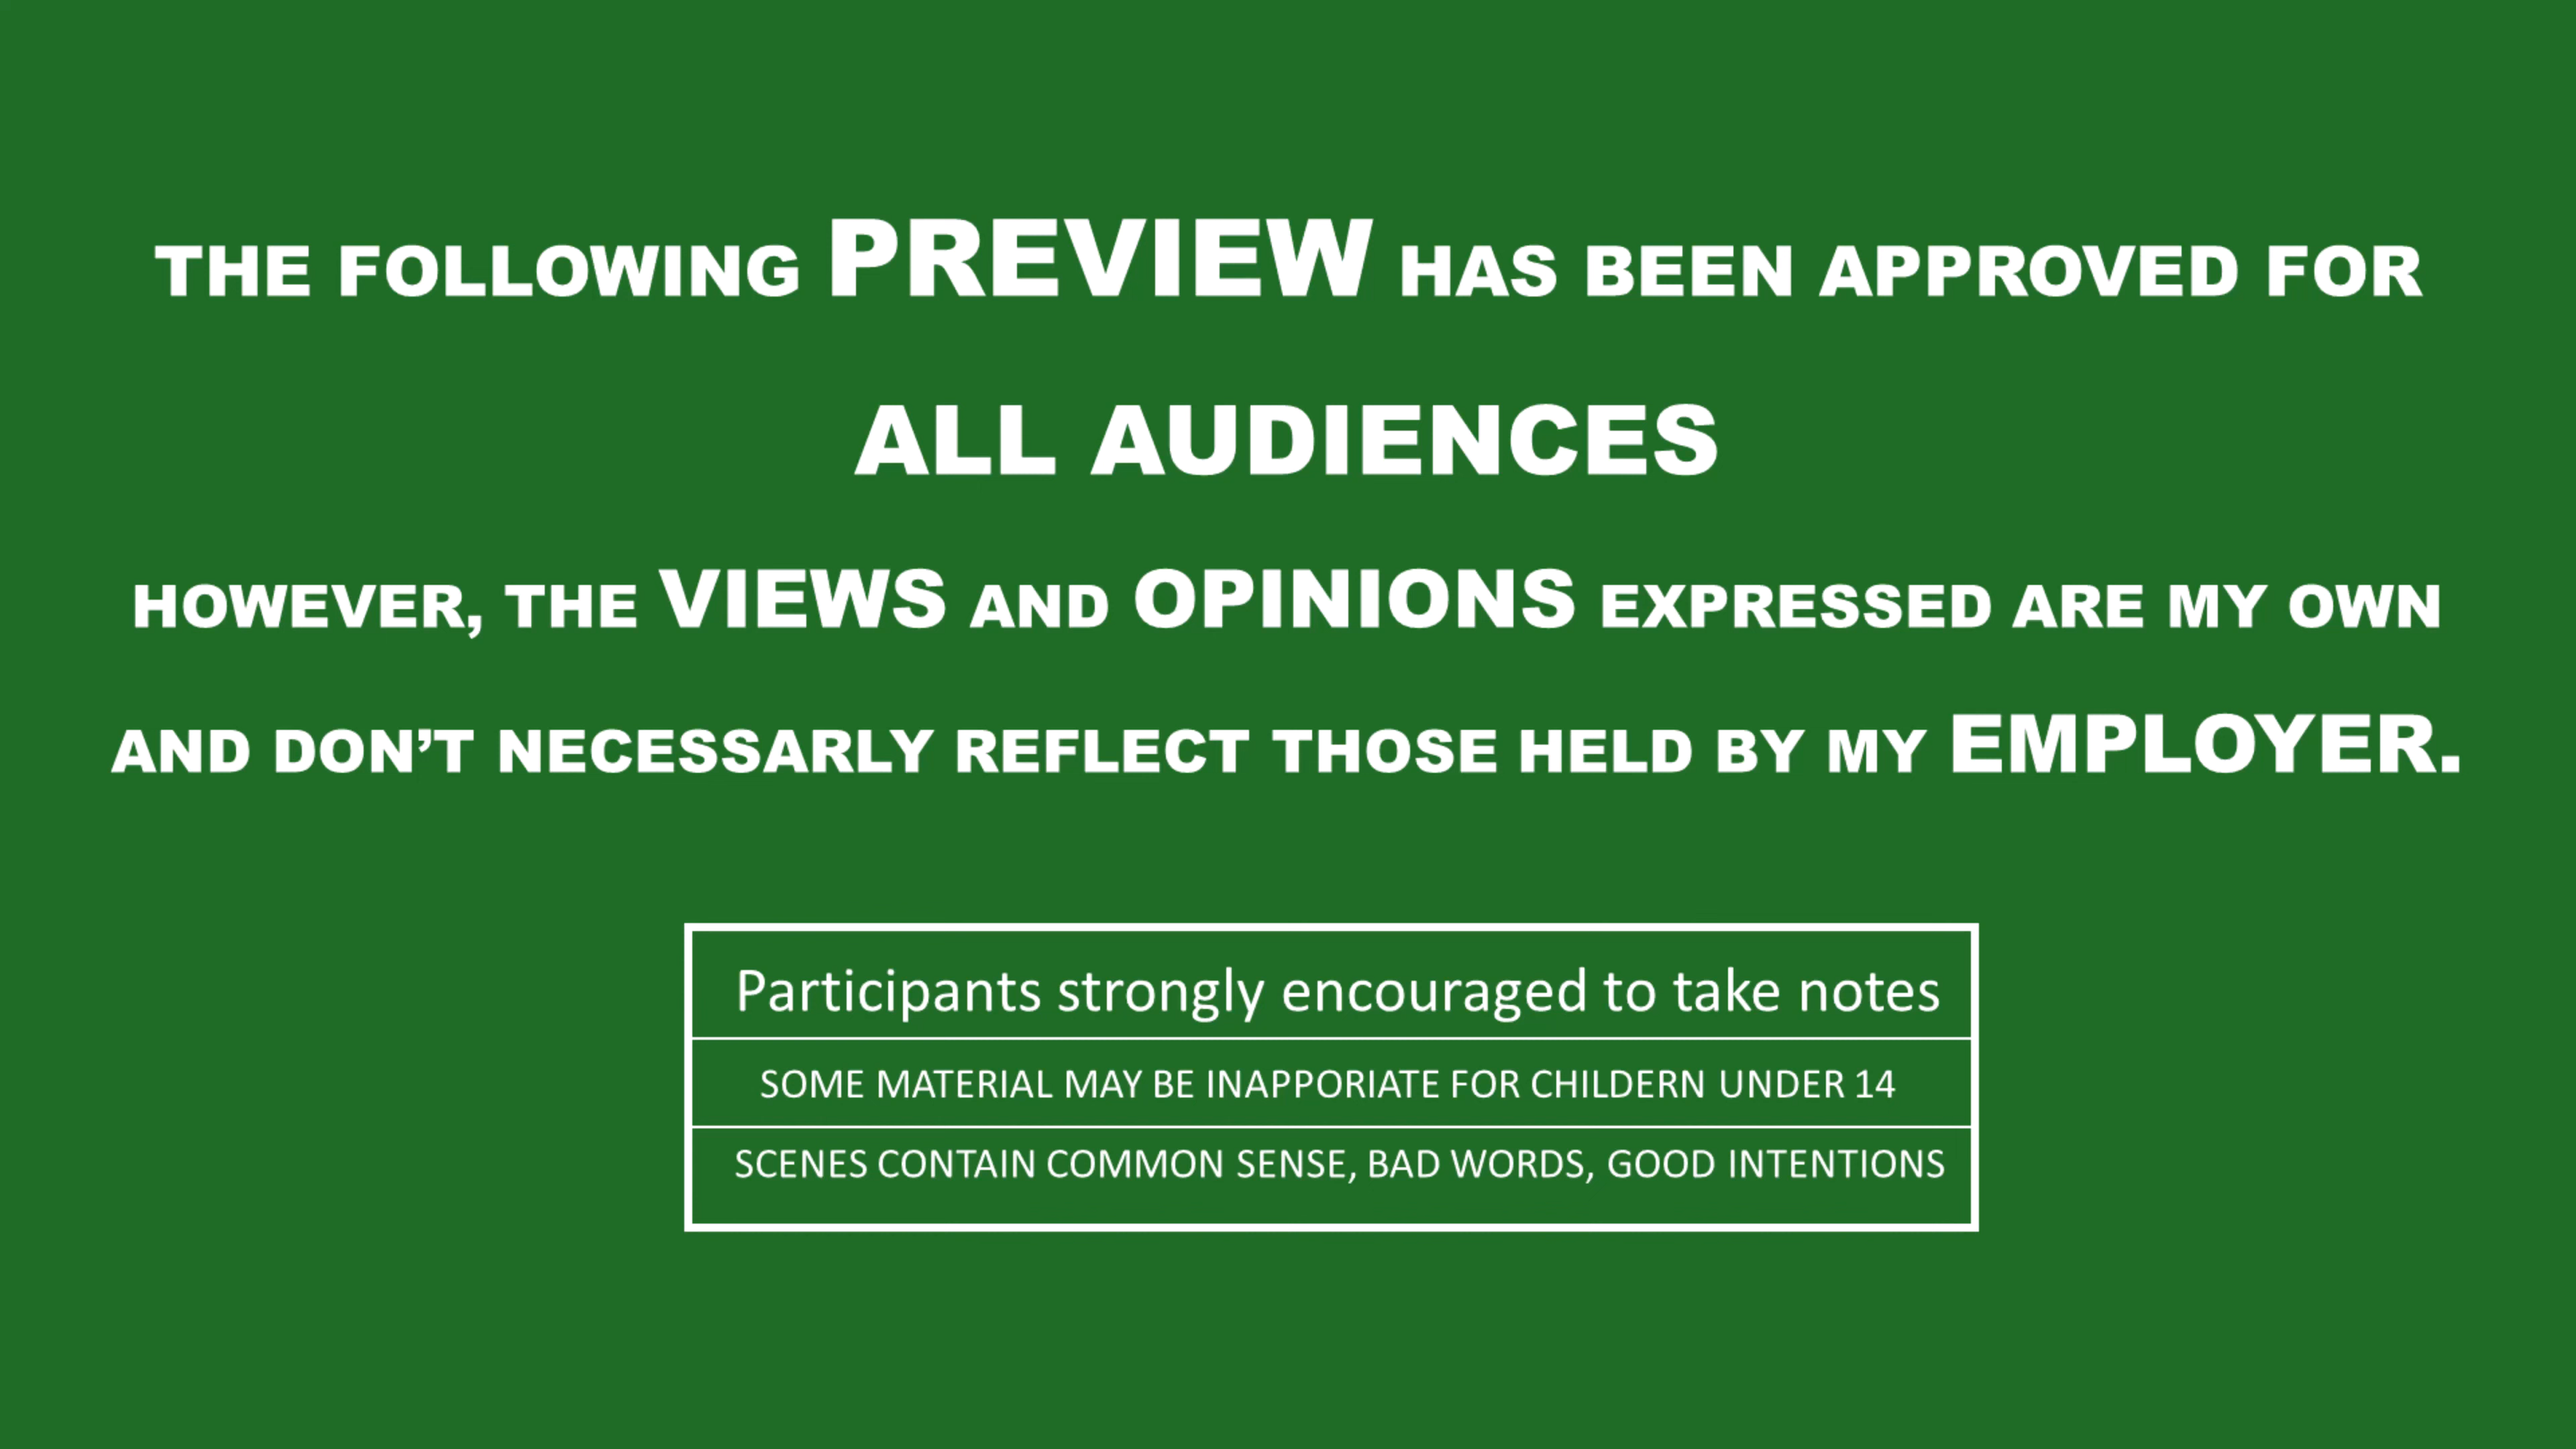 THE FOLLOWING PREVIEW HAS BEEN APPROVED FOR
ALL AUDIENCES
HOWEVER, THE VIEWS AND OPINIONS EXPRESSED ARE MY OWN
AND DON’T NECESSARLY REFLECT THOSE HELD BY MY EMPLOYER.
Participants strongly encouraged to take notes
SOME MATERIAL MAY BE INAPPORIATE FOR CHILDERN UNDER 14
SCENES CONTAIN COMMON SENSE, BAD WORDS, GOOD INTENTIONS